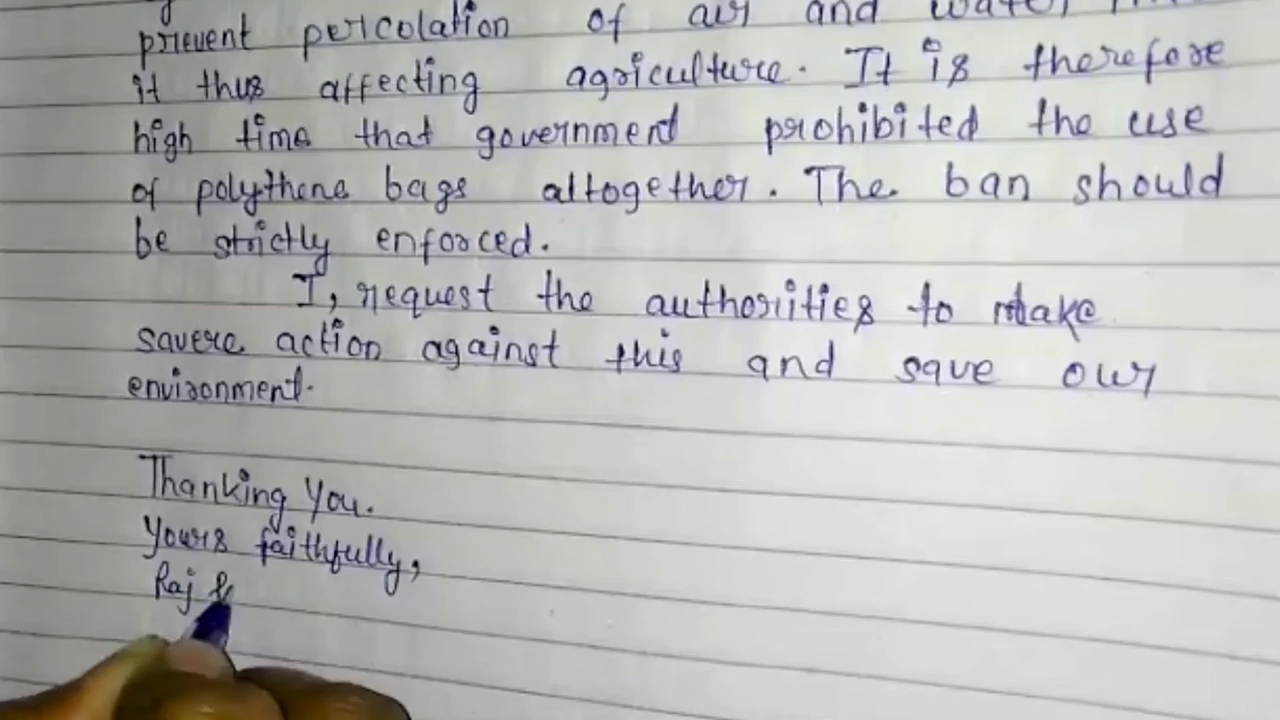 prevent percolation of air and water
it thus affecting agriculture. It is therefore
high time that government prohibited the use
of polythene bags altogether. The ban should
be strictly enforced.
I, request the authorities to take
savere action against this and save our
environment.
Thanking You.
Yours faithfully,
Raj